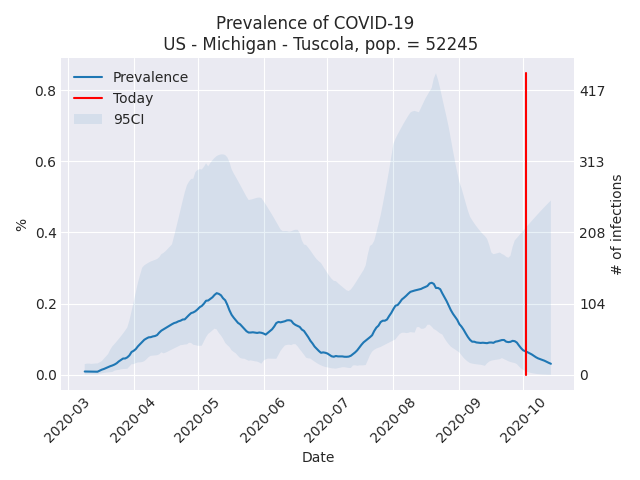 Prevalence of COVID-19
US - Michigan - Tuscola, pop. = 52245
Prevalence
Today
95CI
%
0.8
0.6
0.4
0.2
0.0
417
313
208
104
0
# of infections
2020-03
2020-04
2020-05
2020-06
2020-07
2020-08
2020-09
2020-10
Date